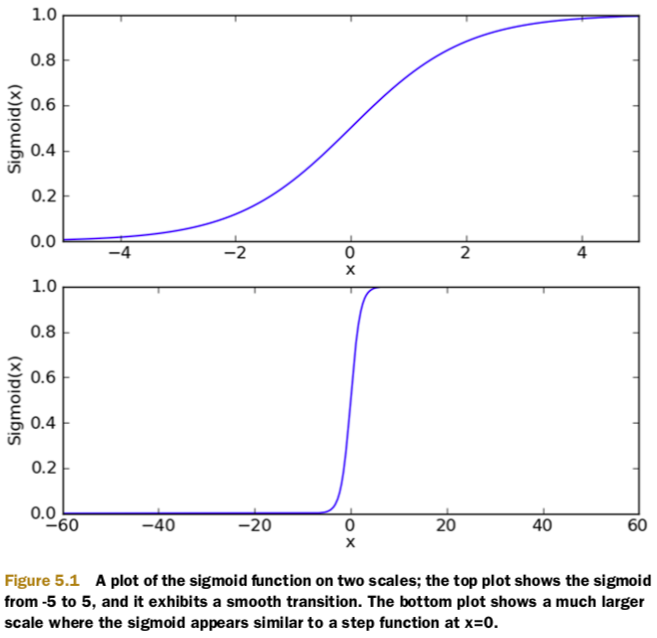 1.0
0.8
0.6
0.4
0.2
0.0
Sigmoid(x)
−4 −2 0 2 4
x
1.0
0.8
0.6
0.4
0.2
0.0
Sigmoid(x)
−60 −40 −20 0 20 40 60
x
Figure 5.1 A plot of the sigmoid function on two scales; the top plot shows the sigmoid
from -5 to 5, and it exhibits a smooth transition. The bottom plot shows a much larger
scale where the sigmoid appears similar to a step function at x=0.